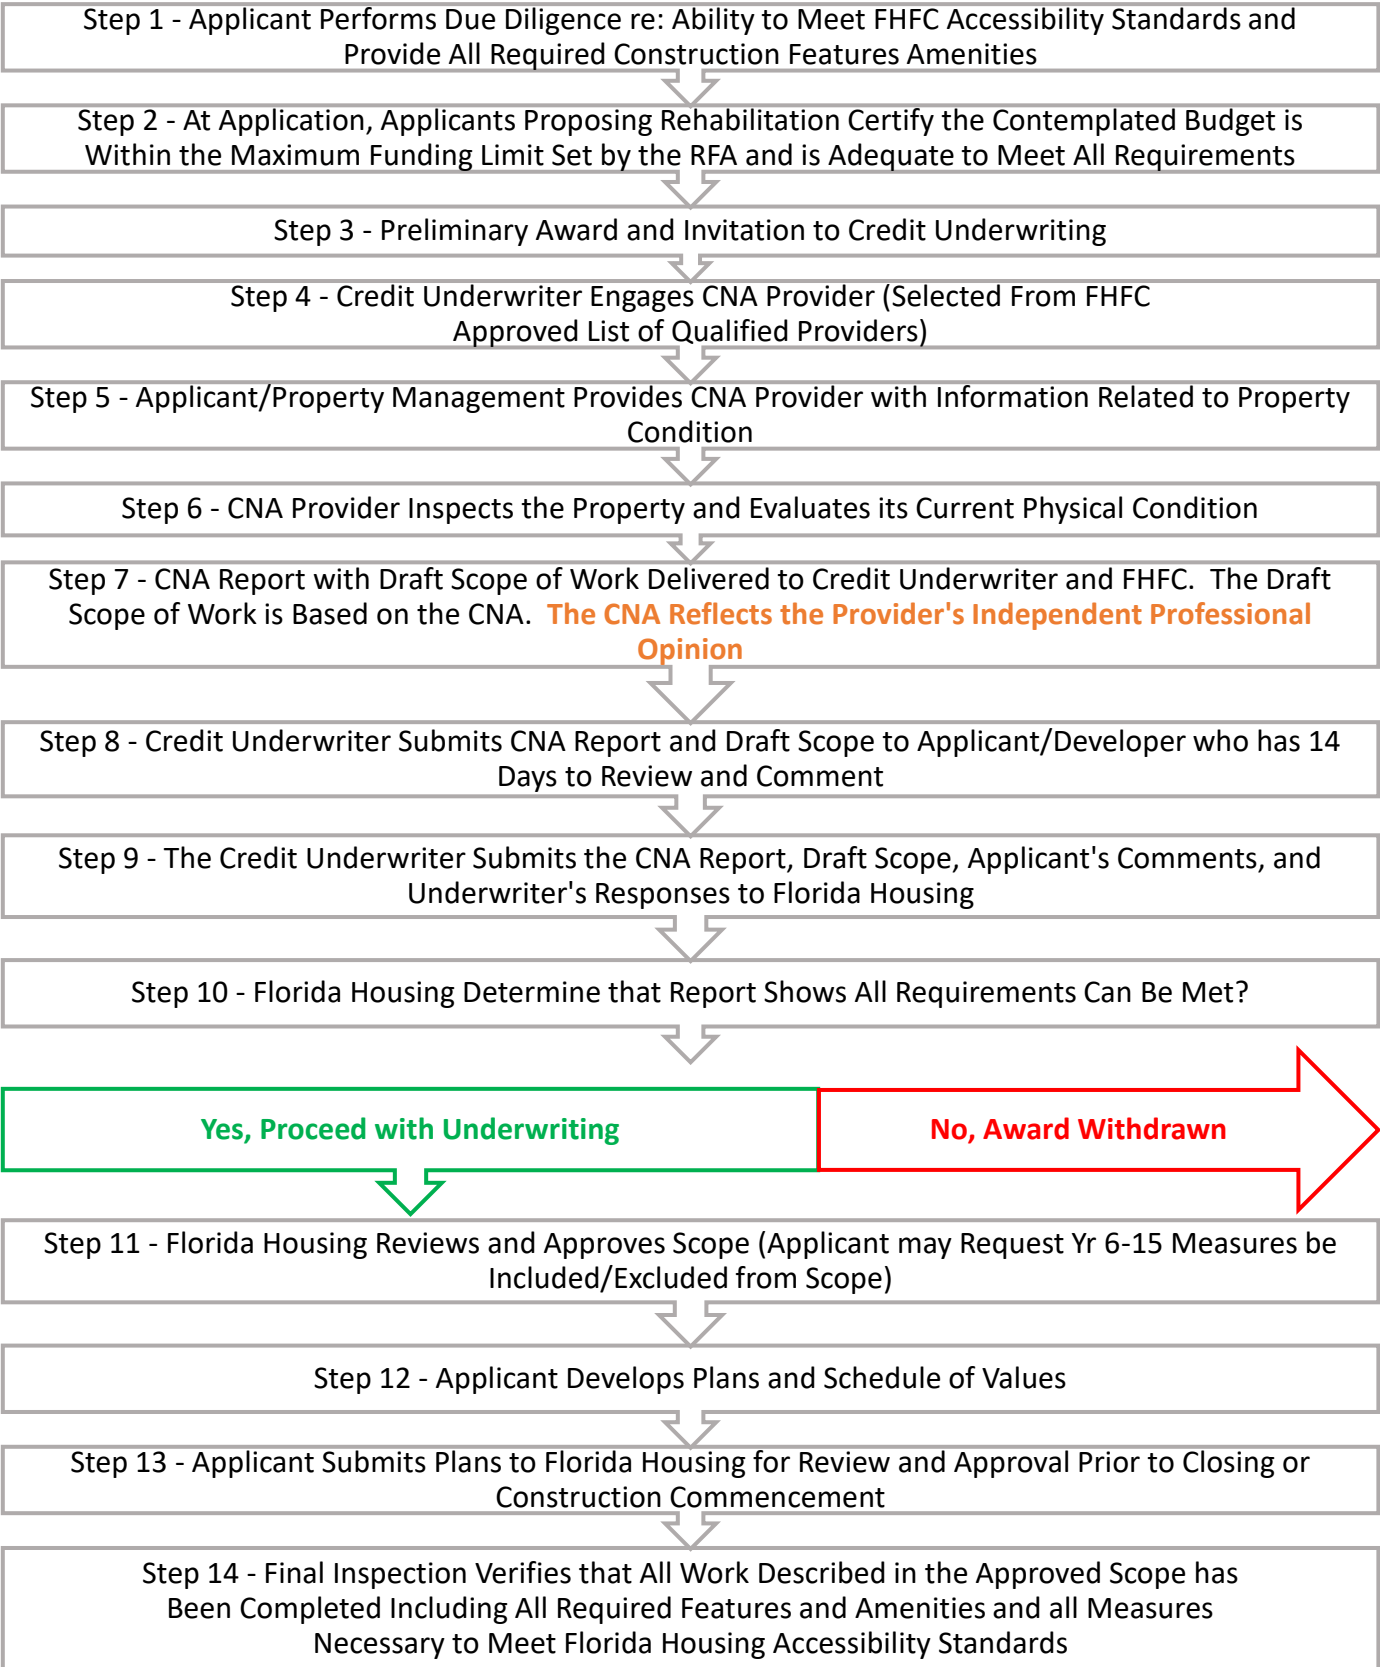 Step 1 - Applicant Performs Due Diligence re: Ability to Meet FHFC Accessibility Standards and
Provide All Required Construction Features Amenities
Step 2 - At Application, Applicants Proposing Rehabilitation Certify the Contemplated Budget is
Within the Maximum Funding Limit Set by the RFA and is Adequate to Meet All Requirements
Step 3 - Preliminary Award and Invitation to Credit Underwriting
Step 4 - Credit Underwriter Engages CNA Provider (Selected From FHFC
Approved List of Qualified Providers)
Step 5 - Applicant/Property Management Provides CNA Provider with Information Related to Property
Condition
Step 6 - CNA Provider Inspects the Property and Evaluates its Current Physical Condition
Step 7 - CNA Report with Draft Scope of Work Delivered to Credit Underwriter and FHFC.  The Draft
Scope of Work is Based on the CNA.  The CNA Reflects the Provider's Independent Professional
Opinion
Step 8 - Credit Underwriter Submits CNA Report and Draft Scope to Applicant/Developer who has 14
Days to Review and Comment
Step 9 - The Credit Underwriter Submits the CNA Report, Draft Scope, Applicant's Comments, and
Underwriter's Responses to Florida Housing
Step 10 - Florida Housing Determine that Report Shows All Requirements Can Be Met?
Yes, Proceed with Underwriting
No, Award Withdrawn
Step 11 - Florida Housing Reviews and Approves Scope (Applicant may Request Yr 6-15 Measures be
Included/Excluded from Scope)
Step 12 - Applicant Develops Plans and Schedule of Values
Step 13 - Applicant Submits Plans to Florida Housing for Review and Approval Prior to Closing or
Construction Commencement
Step 14 - Final Inspection Verifies that All Work Described in the Approved Scope has
Been Completed Including All Required Features and Amenities and all Measures
Necessary to Meet Florida Housing Accessibility Standards